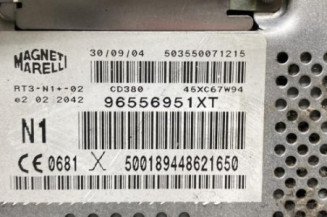 MAGNETI
MARELLI
30/09/04 503550071215
RT3-N1--02 CD380 46XC67W94
e2 02 2042 96556951XT
N1
CE 0681 X 500189448621650